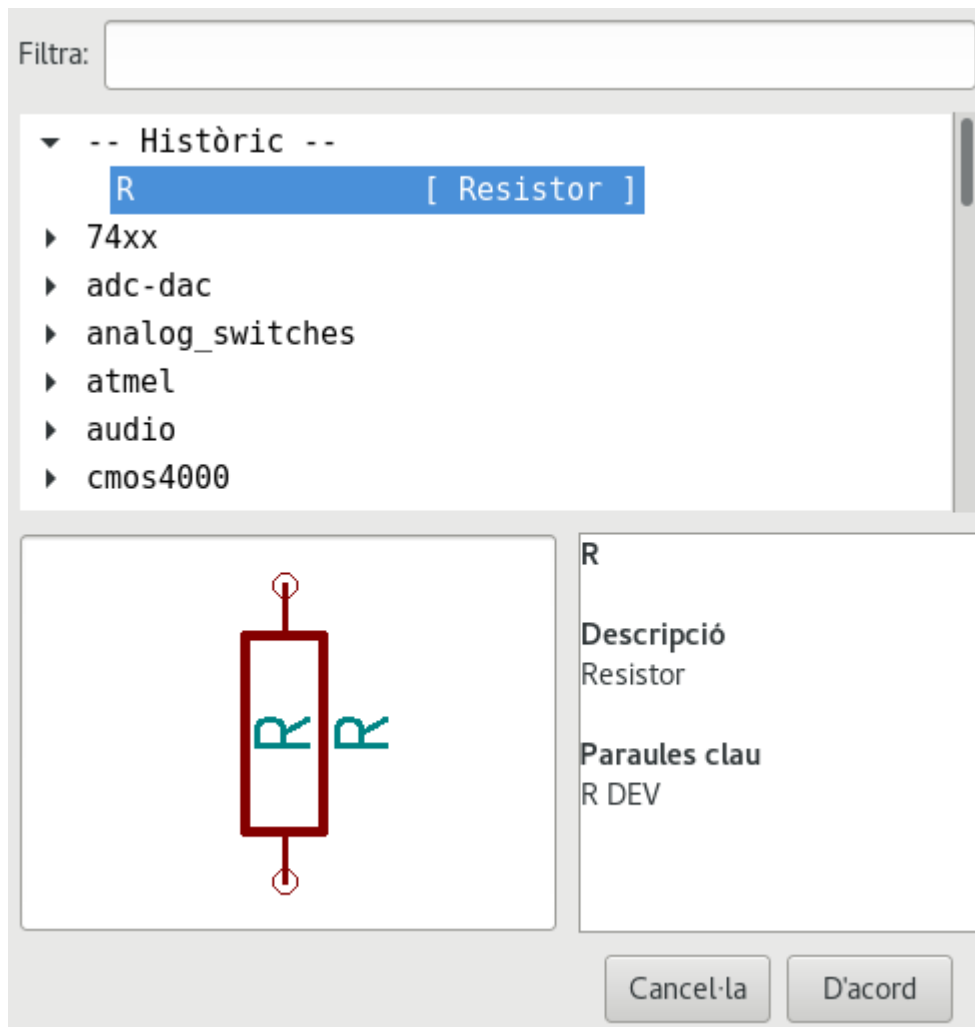 Filtra:
-- Històric --
R [ Resistor ]
74xx
adc-dac
analog_switches
atmel
audio
cmos4000
R R
R
Descripció
Resistor
Paraules clau
R DEV
Cancel·la D'acord